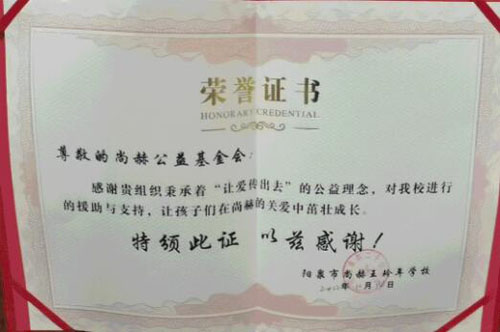 荣誉证书
HONORARY CREDENTIAL
尊敬的尚赫公益基金会：
感谢贵组织秉承着“让爱传出去”的公益理念，对我校进行
的援助与支持，让孩子们在尚赫的关爱中茁壮成长。
特颁此证 以兹感谢！
阳泉市尚赫王玲年学校